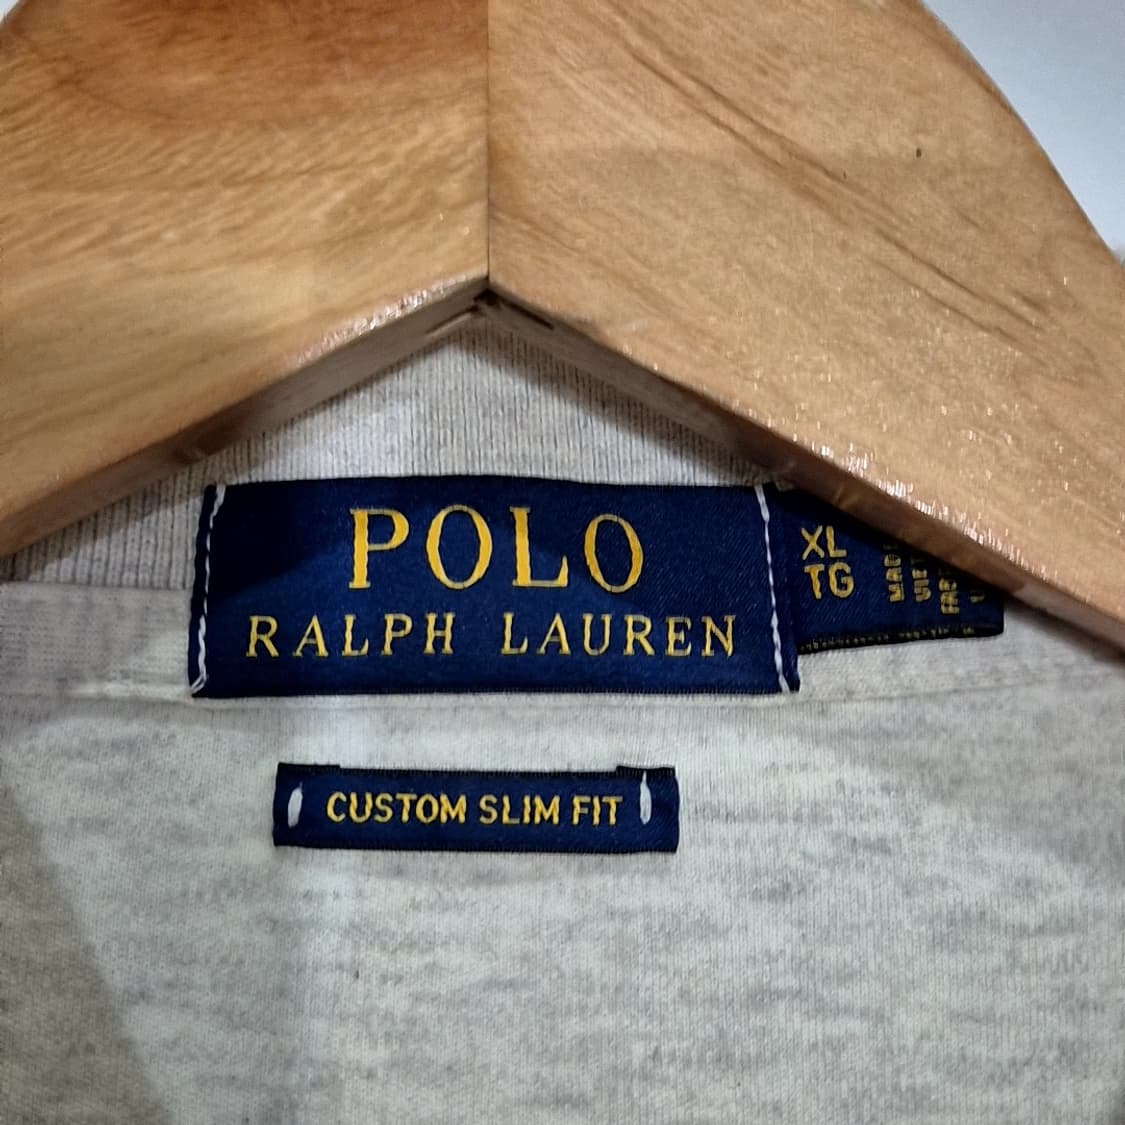 POLO
RALPH LAUREN
XL
TG
CUSTOM SLIM FIT